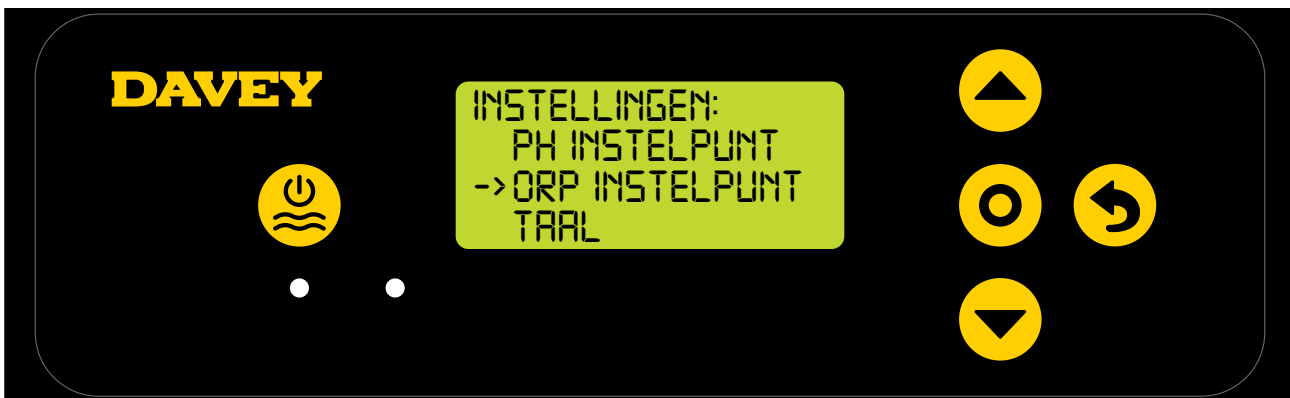 DAVEY
INSTELLINGEN:
PH INSTELPUNT
->ORP INSTELPUNT
TAAL